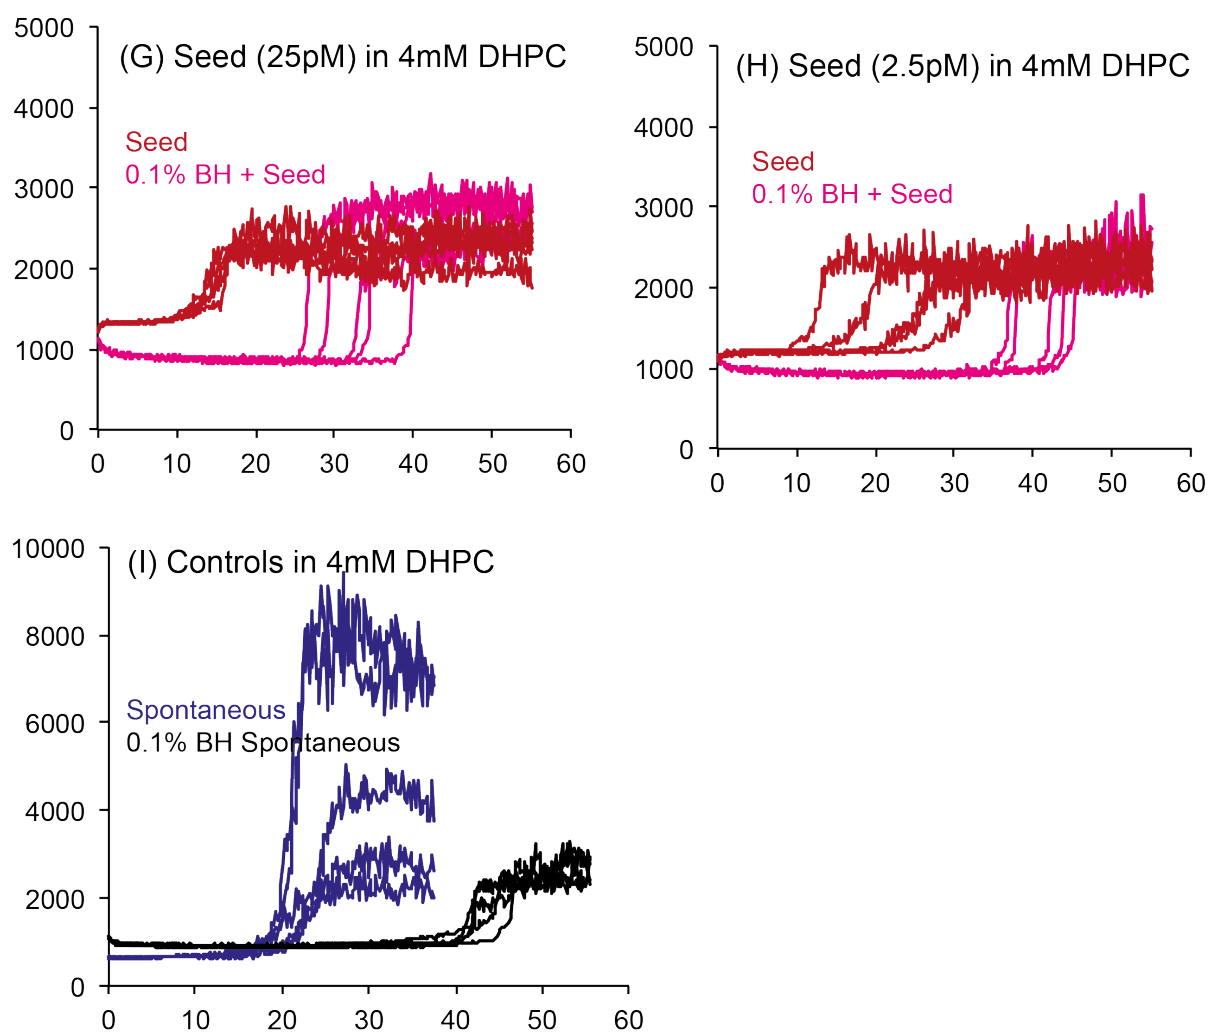 (G) Seed (25pM) in 4mM DHPC
Seed
0.1% BH + Seed
5000
4000
3000
2000
1000
0
0 10 20 30 40 50 60
(H) Seed (2.5pM) in 4mM DHPC
Seed
0.1% BH + Seed
5000
4000
3000
2000
1000
0
0 10 20 30 40 50 60
(I) Controls in 4mM DHPC
Spontaneous
0.1% BH Spontaneous
10000
8000
6000
4000
2000
0
0 10 20 30 40 50 60